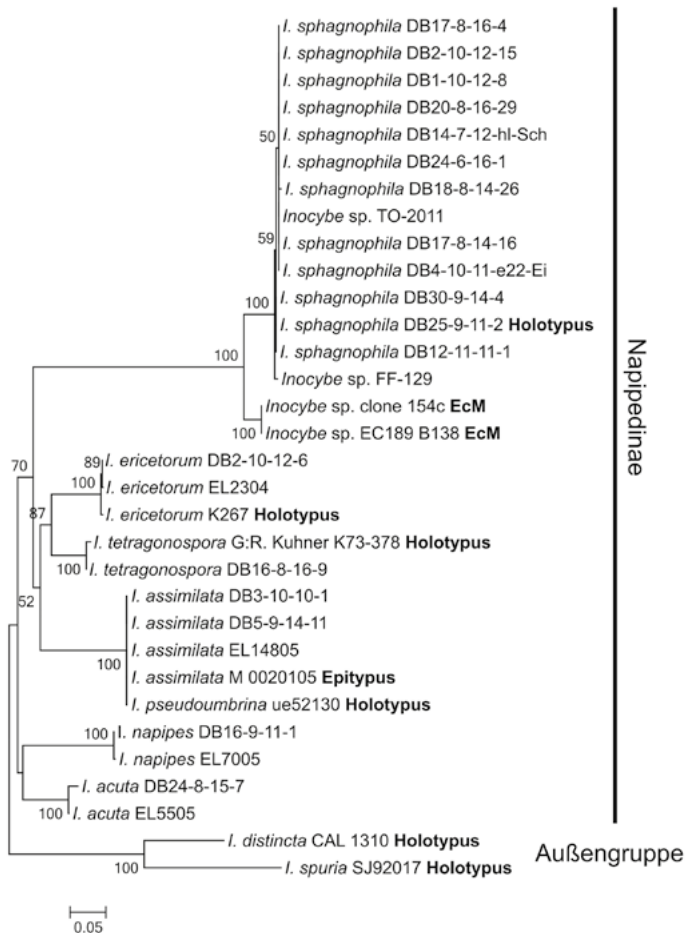 I. sphagnophila DB17-8-16-4
I. sphagnophila DB2-10-12-15
I. sphagnophila DB1-10-12-8
I. sphagnophila DB20-8-16-29
50
I. sphagnophila DB14-7-12-hl-Sch
I. sphagnophila DB24-6-16-1
I. sphagnophila DB18-8-14-26
Inocybe sp. TO-2011
59
I. sphagnophila DB17-8-14-16
I. sphagnophila DB4-10-11-e22-Ei
100
I. sphagnophila DB30-9-14-4
I. sphagnophila DB25-9-11-2 Holotypus
100
I. sphagnophila DB12-11-11-1
Inocybe sp. FF-129
Inocybe sp. clone 154c EcM
100
Inocybe sp. EC189 B138 EcM
70
89
I. ericetorum DB2-10-12-6
100
I. ericetorum EL2304
87
I. ericetorum K267 Holotypus
I. tetragonospora G:R. Kuhner K73-378 Holotypus
100
I. tetragonospora DB16-8-16-9
52
I. assimilata DB3-10-10-1
I. assimilata DB5-9-14-11
I. assimilata EL14805
100
I. assimilata M 0020105 Epitypus
I. pseudoumbrina ue52130 Holotypus
100
I. napipes DB16-9-11-1
I. napipes EL7005
I. acuta DB24-8-15-7
100
I. acuta EL5505
I. distincta CAL 1310 Holotypus
100
I. spuria SJ92017 Holotypus
Napipedinae
Außengruppe
0.05